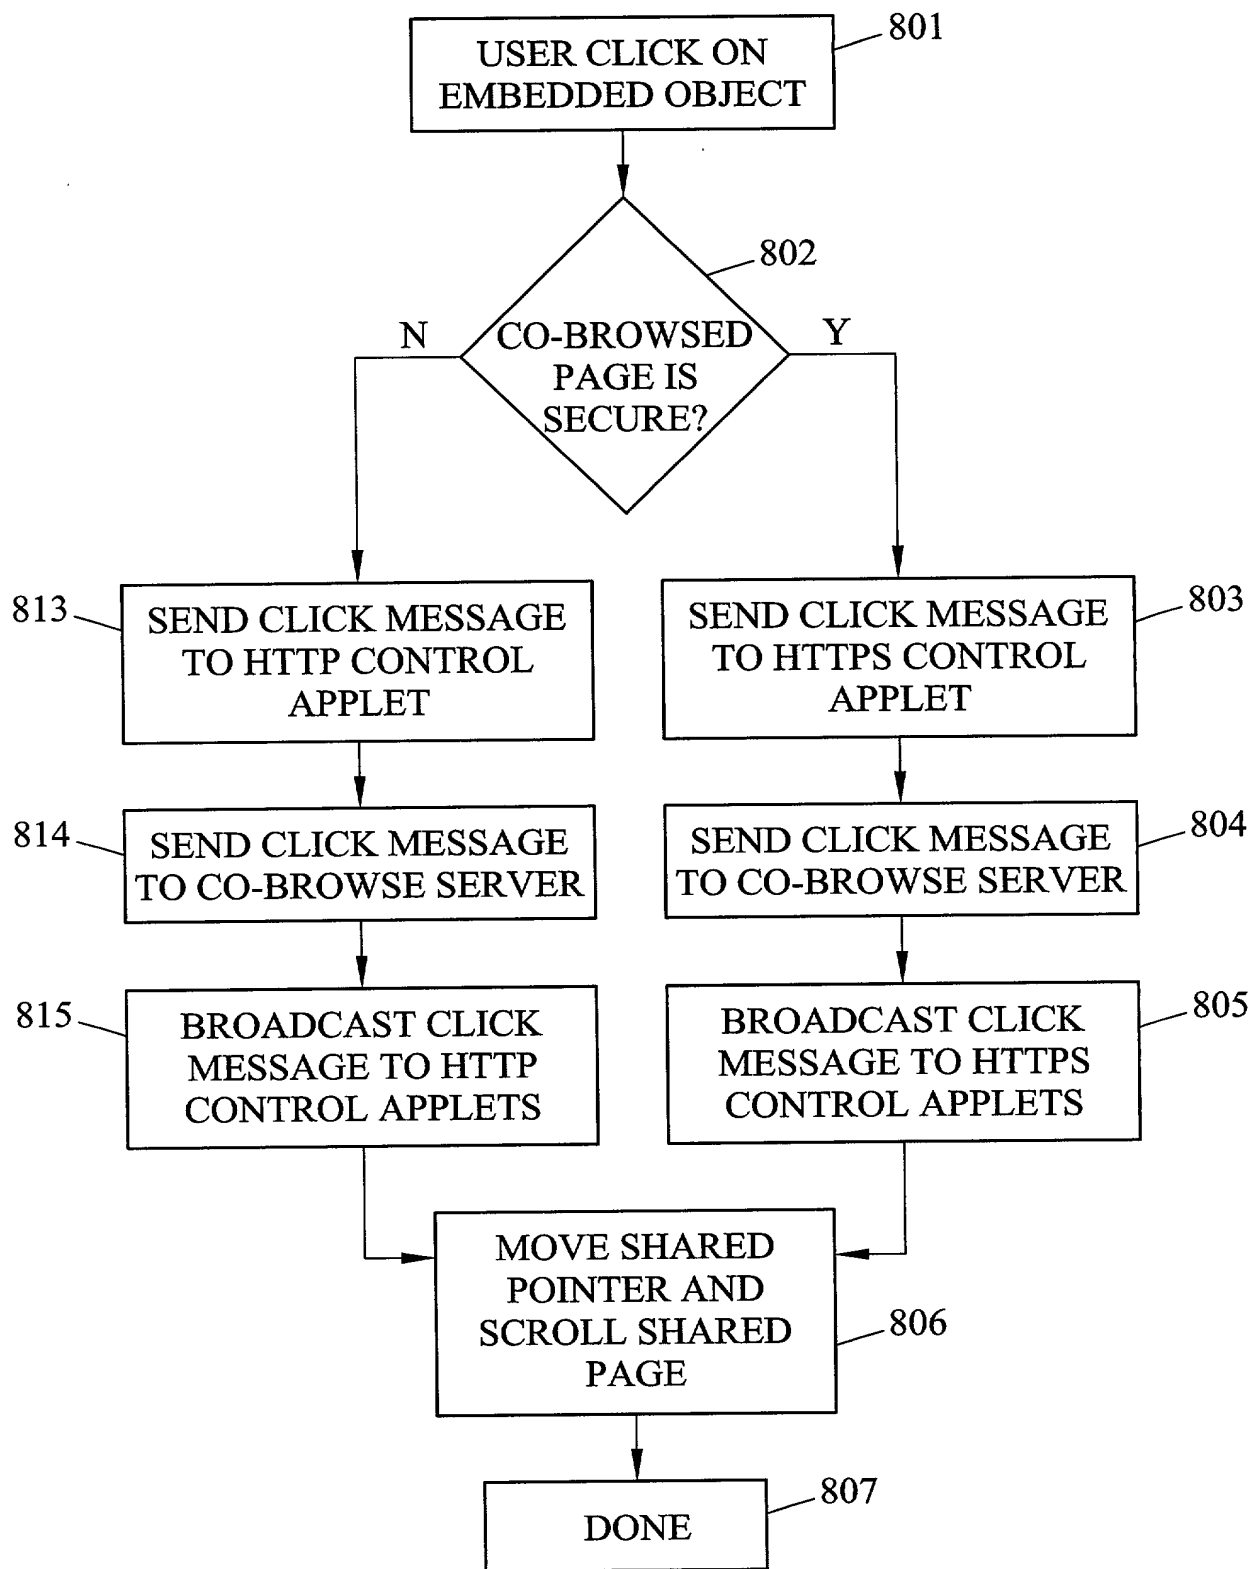 USER CLICK ON
EMBEDDED OBJECT
801
802
N
CO-BROWSED
PAGE IS
SECURE?
Y
813
SEND CLICK MESSAGE
TO HTTP CONTROL
APPLET
SEND CLICK MESSAGE
TO HTTPS CONTROL
APPLET
803
814
SEND CLICK MESSAGE
TO CO-BROWSE SERVER
SEND CLICK MESSAGE
TO CO-BROWSE SERVER
804
815
BROADCAST CLICK
MESSAGE TO HTTP
CONTROL APPLETS
BROADCAST CLICK
MESSAGE TO HTTPS
CONTROL APPLETS
805
MOVE SHARED
POINTER AND
SCROLL SHARED
PAGE
806
DONE
807